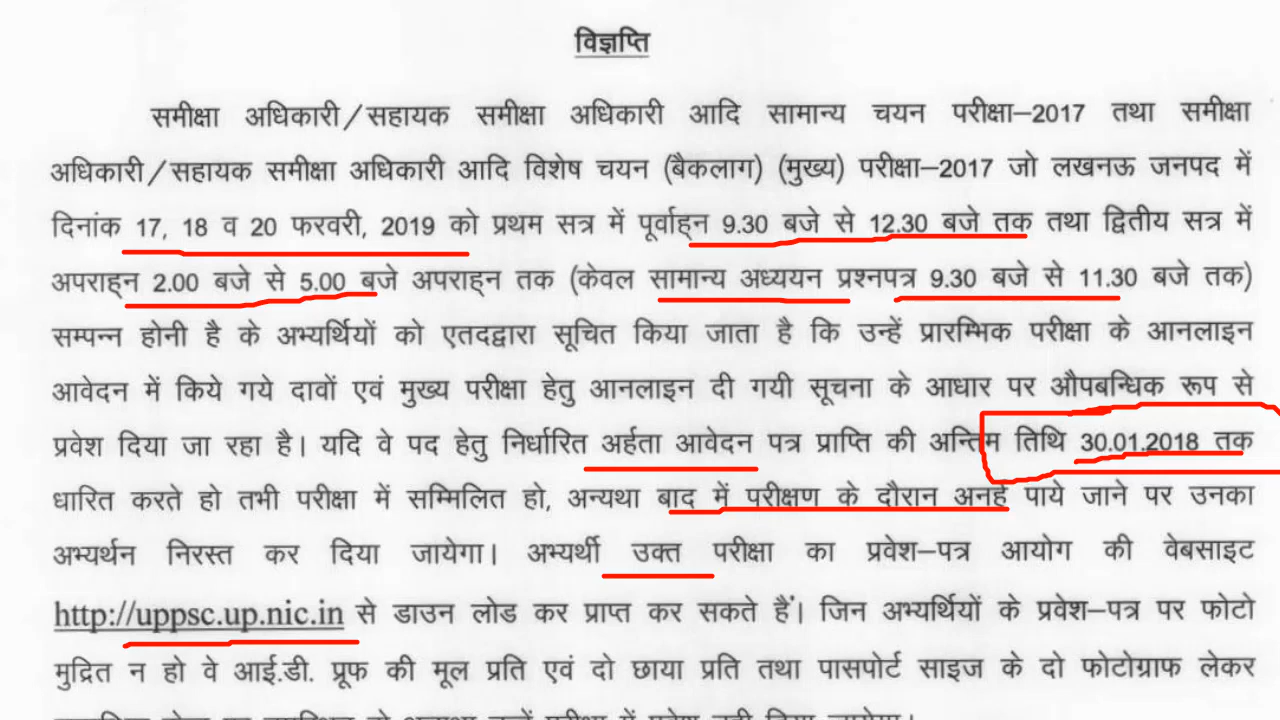 विज्ञप्ति
समीक्षा अधिकारी/सहायक समीक्षा अधिकारी आदि सामान्य चयन परीक्षा–2017 तथा समीक्षा
अधिकारी/सहायक समीक्षा अधिकारी आदि विशेष चयन (बैकलाग) (मुख्य) परीक्षा–2017 जो लखनऊ जनपद में
दिनांक 17, 18 व 20 फरवरी, 2019 को प्रथम सत्र में पूर्वाह्न 9.30 बजे से 12.30 बजे तक तथा द्वितीय सत्र में
अपराह्न 2.00 बजे से 5.00 बजे अपराह्न तक (केवल सामान्य अध्ययन प्रश्नपत्र 9.30 बजे से 11.30 बजे तक)
सम्पन्न होनी है के अभ्यर्थियों को एतदद्वारा सूचित किया जाता है कि उन्हें प्रारम्भिक परीक्षा के आनलाइन
आवेदन में किये गये दावों एवं मुख्य परीक्षा हेतु आनलाइन दी गयी सूचना के आधार पर औपबन्धिक रूप से
प्रवेश दिया जा रहा है। यदि वे पद हेतु निर्धारित अर्हता आवेदन पत्र प्राप्ति की अन्तिम तिथि 30.01.2018 तक
धारित करते हो तभी परीक्षा में सम्मिलित हो, अन्यथा बाद में परीक्षण के दौरान अनर्ह पाये जाने पर उनका
अभ्यर्थन निरस्त कर दिया जायेगा। अभ्यर्थी उक्त परीक्षा का प्रवेश–पत्र आयोग की वेबसाइट
http://uppsc.up.nic.in से डाउन लोड कर प्राप्त कर सकते हैं। जिन अभ्यर्थियों के प्रवेश–पत्र पर फोटो
मुद्रित न हो वे आई.डी. प्रूफ की मूल प्रति एवं दो छाया प्रति तथा पासपोर्ट साइज के दो फोटोग्राफ लेकर